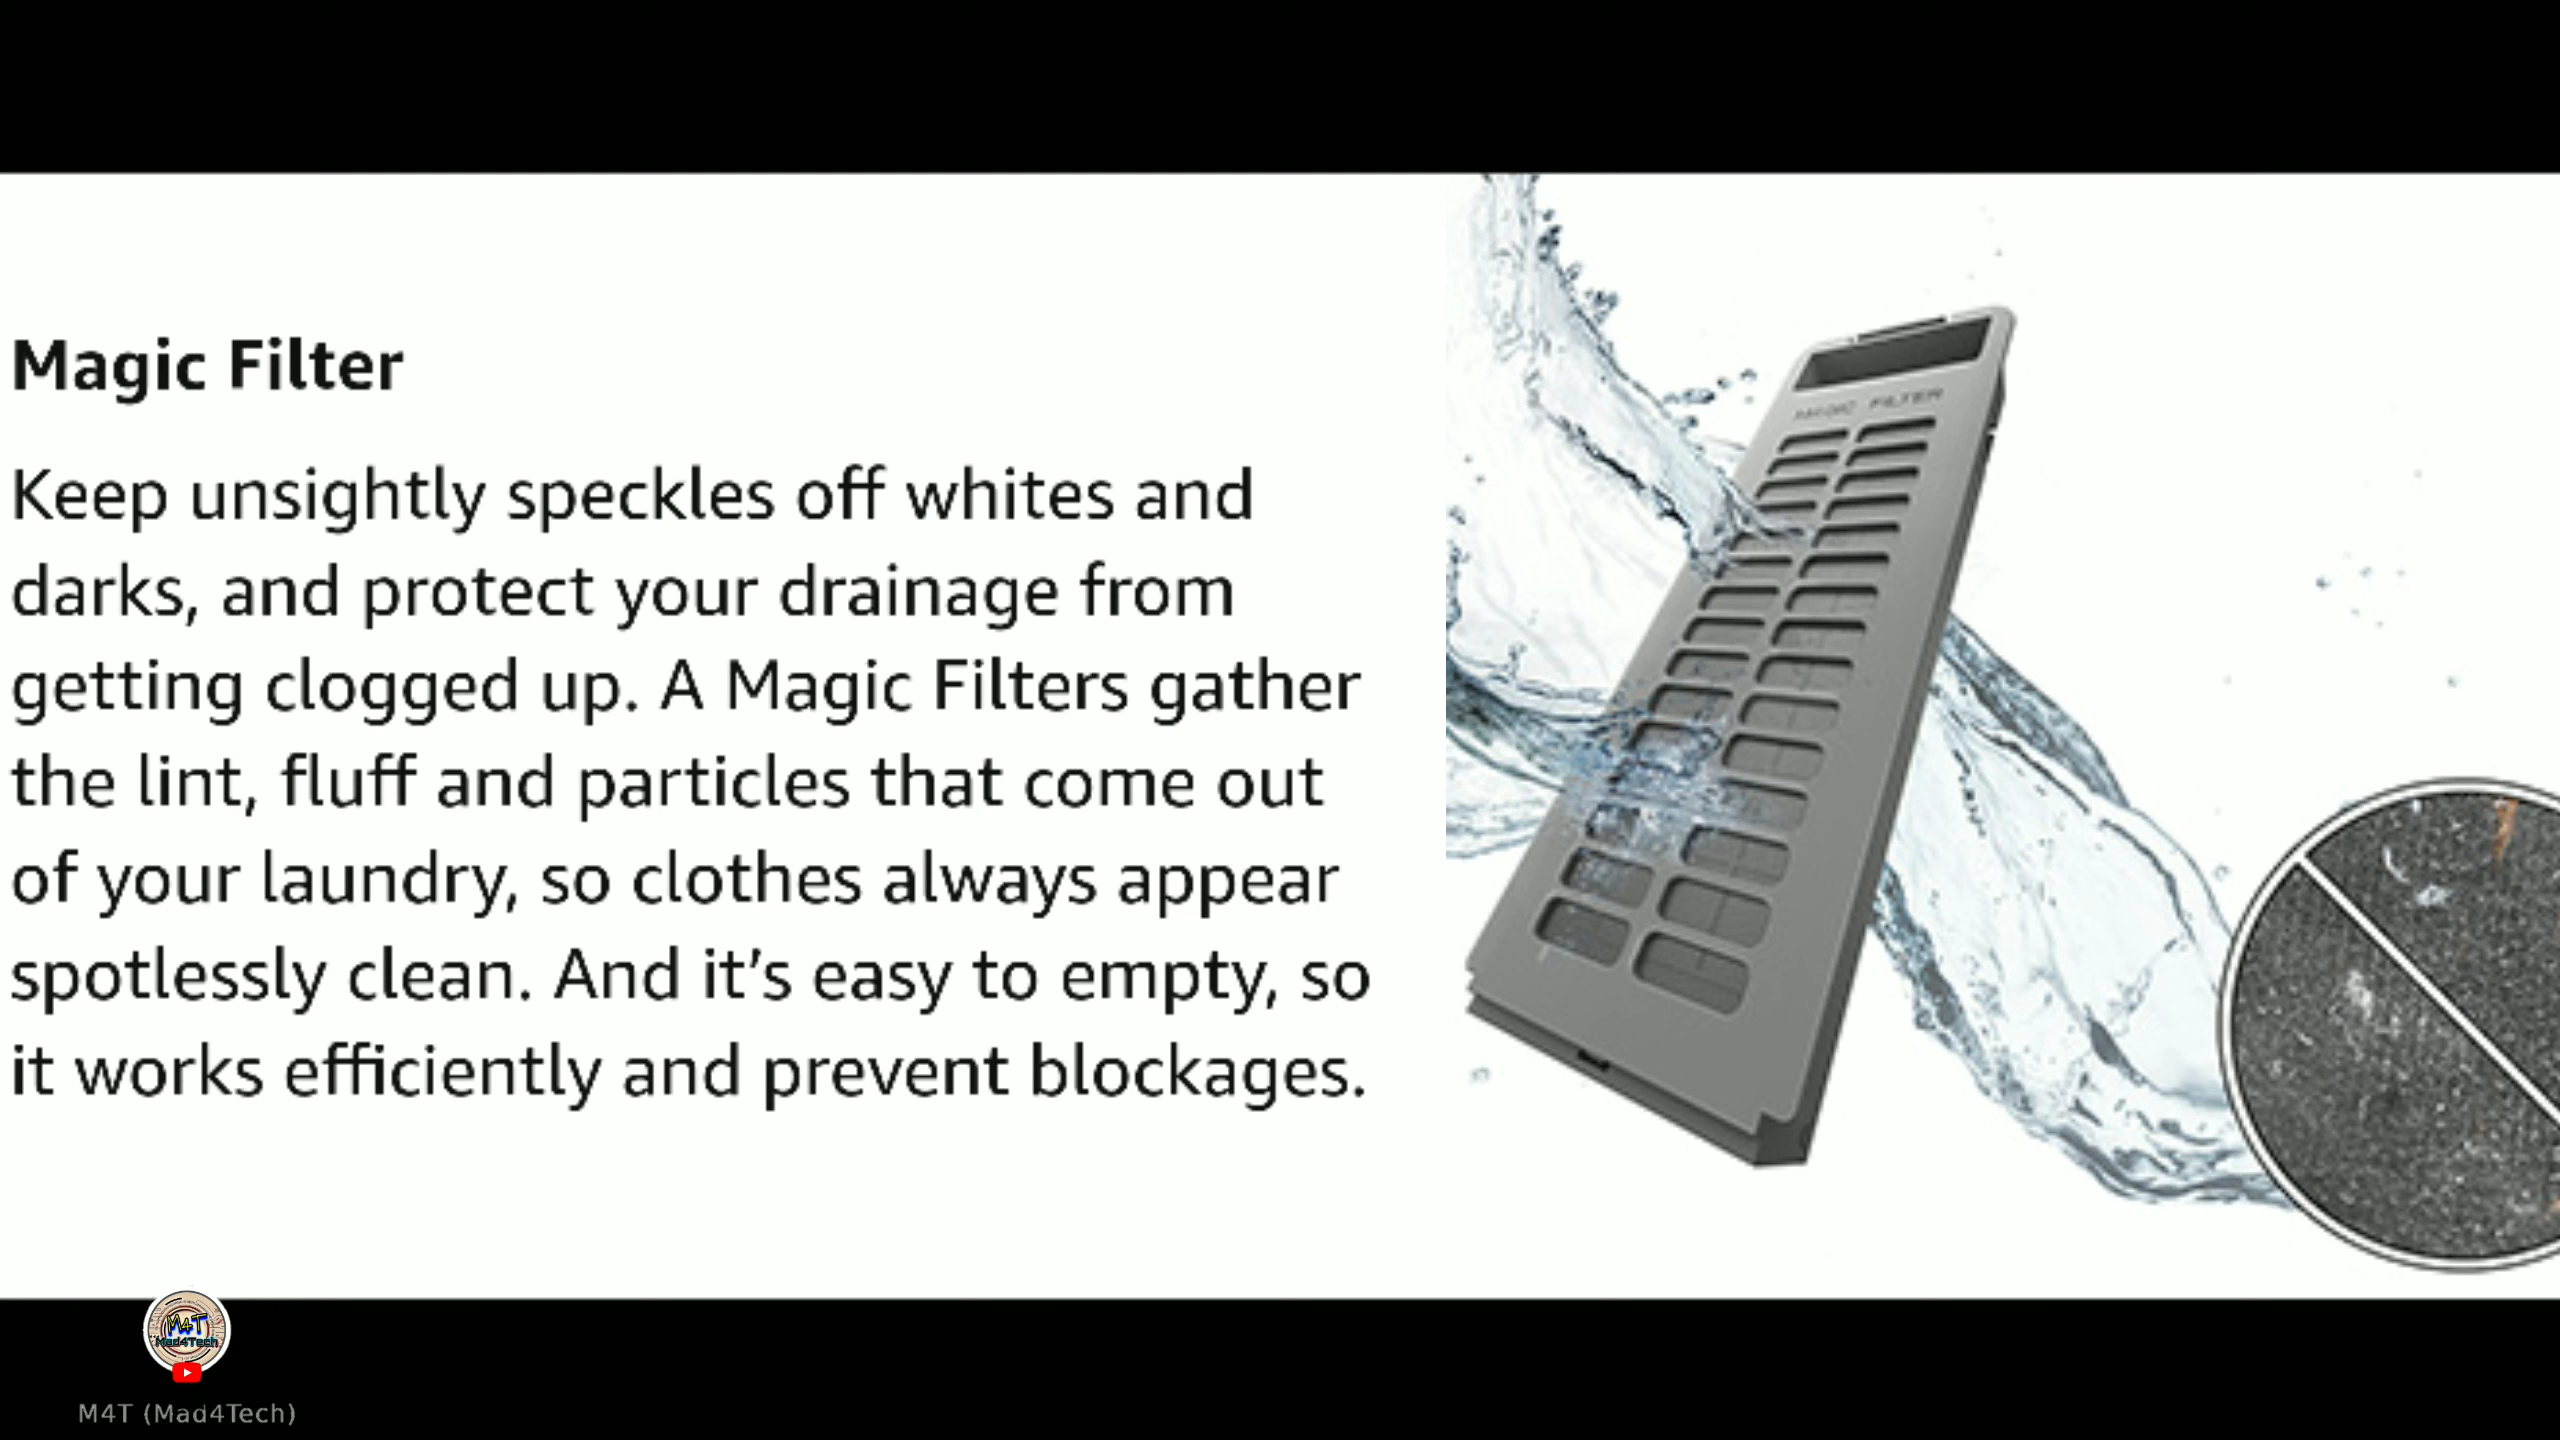 Magic Filter
Keep unsightly speckles off whites and
darks, and protect your drainage from
getting clogged up. A Magic Filters gather
the lint, fluff and particles that come out
of your laundry, so clothes always appear
spotlessly clean. And it’s easy to empty, so
it works efficiently and prevent blockages.
MAGIC FILTER
M4T
Mad4Tech
M4T (Mad4Tech)